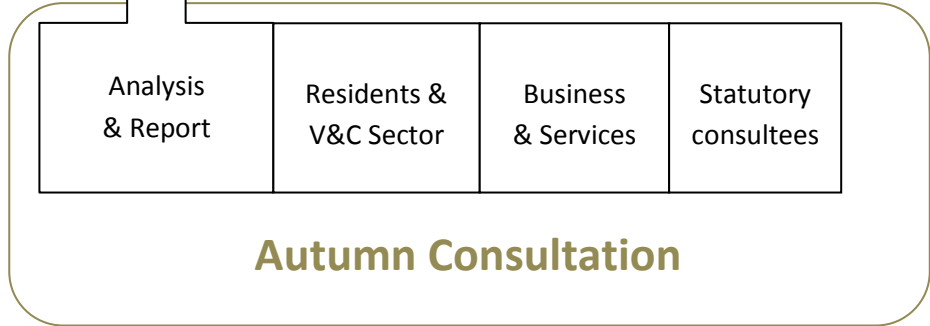 Analysis
& Report
Residents &
V&C Sector
Business
& Services
Statutory
consultees
Autumn Consultation